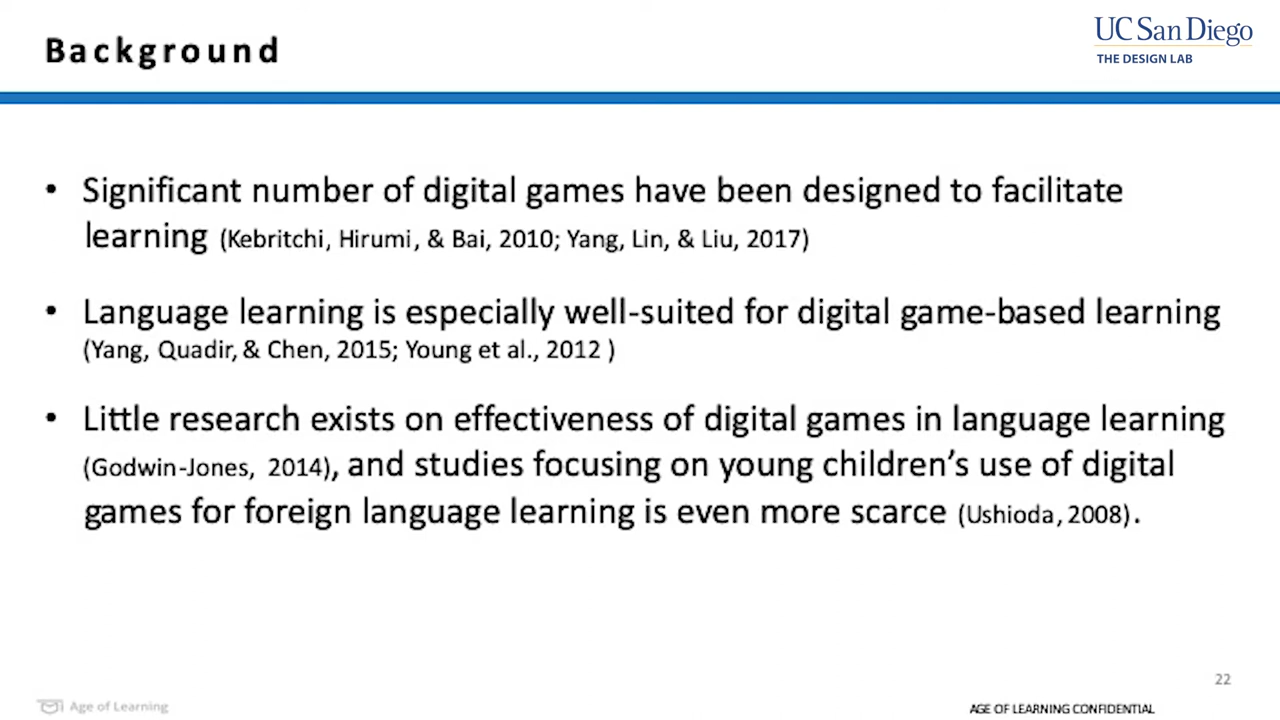 Background
UC San Diego
THE DESIGN LAB
• Significant number of digital games have been designed to facilitate
learning (Kebritchi, Hirumi, & Bai, 2010; Yang, Lin, & Liu, 2017)
• Language learning is especially well-suited for digital game-based learning
(Yang, Quadir, & Chen, 2015; Young et al., 2012 )
• Little research exists on effectiveness of digital games in language learning
(Godwin-Jones, 2014), and studies focusing on young children’s use of digital
games for foreign language learning is even more scarce (Ushioda, 2008).
22
Age of Learning
AGE OF LEARNING CONFIDENTIAL